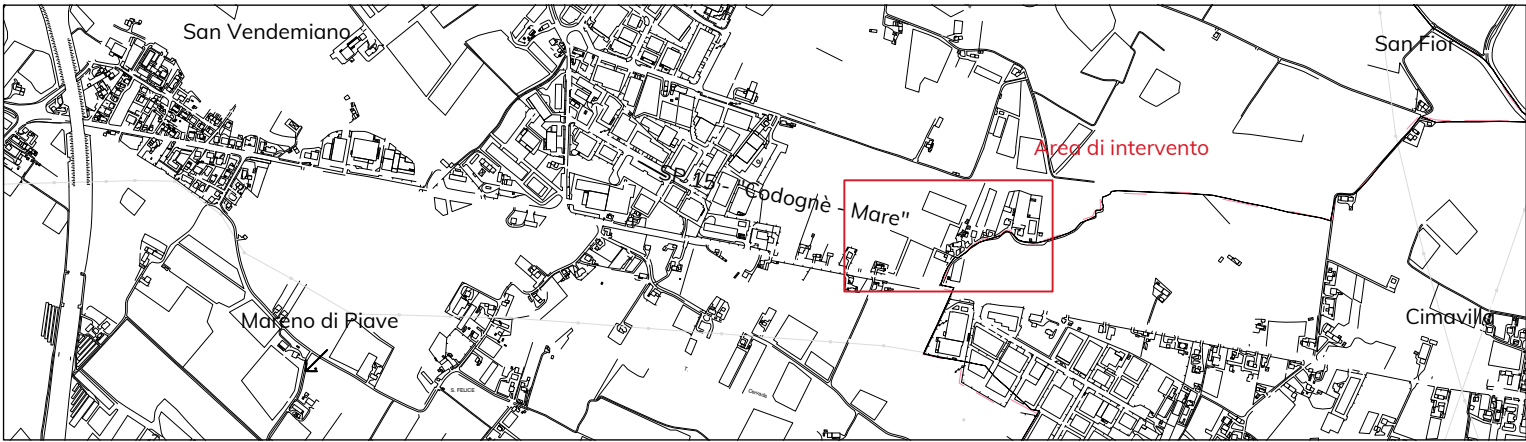 San Vendemiano
San Fior
Area di intervento
SP 15 - "Codognè - Mare"
Mareno di Piave
Cimavilla
S. FELICE
T.